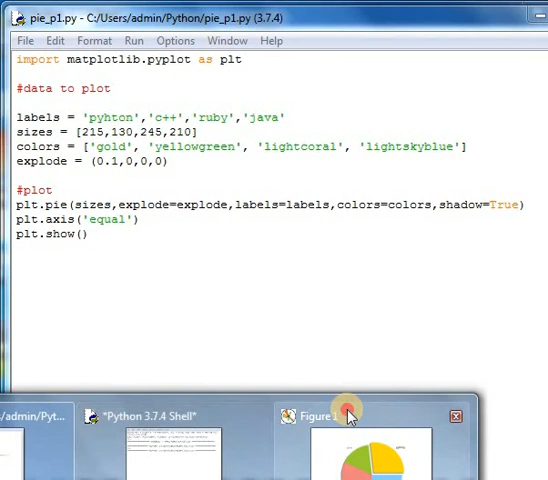 pie_p1.py - C:/Users/admin/Python/pie_p1.py (3.7.4)
File Edit Format Run Options Window Help
import matplotlib.pyplot as plt
#data to plot
labels = 'pyhton','c++','ruby','java'
sizes = [215,130,245,210]
colors = ['gold', 'yellowgreen', 'lightcoral', 'lightskyblue']
explode = (0.1,0,0,0)
#plot
plt.pie(sizes,explode=explode,labels=labels,colors=colors,shadow=True)
plt.axis('equal')
plt.show()
s/admin/Pyt... *Python 3.7.4 Shell* Figure 1